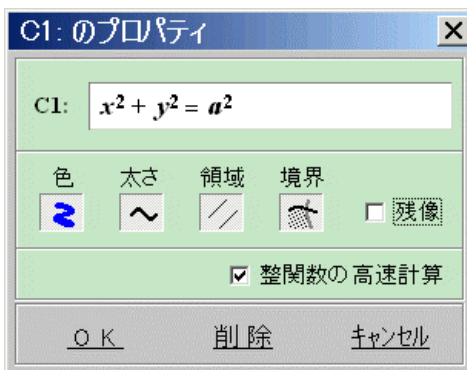 C1: のプロパティ
C1: x² + y² = a²
色 太さ 領域 境界
残像
整関数の高速計算
ＯＫ 削除 ｷｬﾝｾﾙ